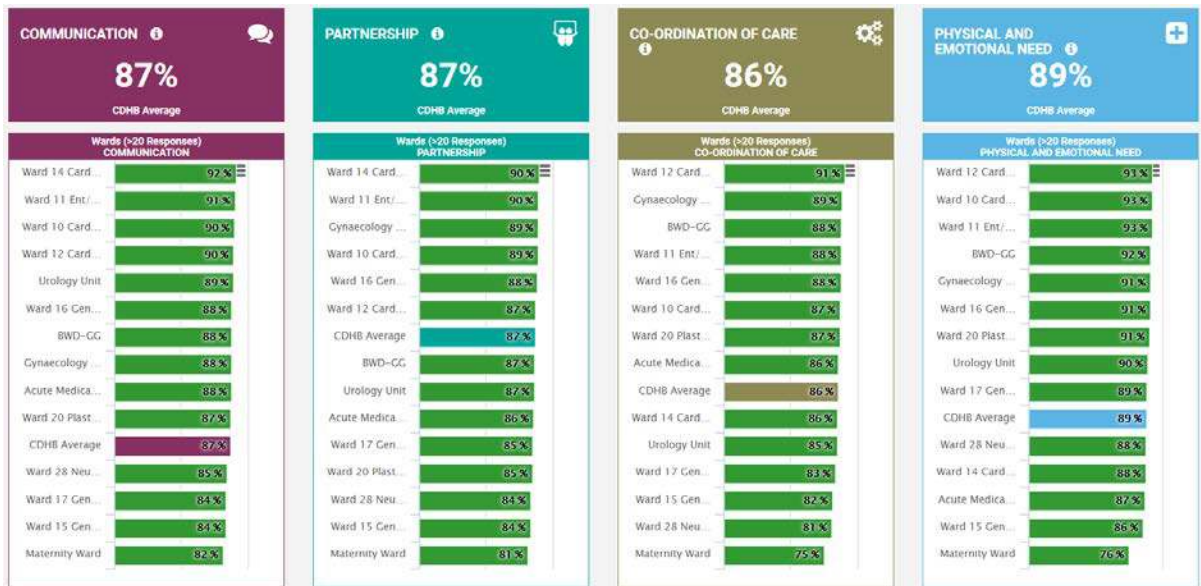 COMMUNICATION
87%
CDHB Average
Wards (>20 Responses)
COMMUNICATION
Ward 14 Card... 92 %
Ward 11 Ent/... 91 %
Ward 10 Card... 90 %
Ward 12 Card... 90 %
Urology Unit 89 %
Ward 16 Gen... 88 %
BWD-GG 88 %
Gynaecology ... 88 %
Acute Medica... 88 %
Ward 20 Plast... 87 %
CDHB Average 87 %
Ward 28 Neu... 85 %
Ward 17 Gen... 84 %
Ward 15 Gen... 84 %
Maternity Ward 82 %
PARTNERSHIP
87%
CDHB Average
Wards (>20 Responses)
PARTNERSHIP
Ward 14 Card... 90 %
Ward 11 Ent/... 90 %
Gynaecology ... 89 %
Ward 10 Card... 89 %
Ward 16 Gen... 88 %
Ward 12 Card... 87 %
CDHB Average 87 %
BWD-GG 87 %
Urology Unit 87 %
Acute Medica... 86 %
Ward 17 Gen... 85 %
Ward 20 Plast... 85 %
Ward 28 Neu... 84 %
Ward 15 Gen... 84 %
Maternity Ward 81 %
CO-ORDINATION OF CARE
86%
CDHB Average
Wards (>20 Responses)
CO-ORDINATION OF CARE
Ward 12 Card... 91 %
Gynaecology ... 89 %
BWD-GG 88 %
Ward 11 Ent/... 88 %
Ward 16 Gen... 88 %
Ward 10 Card... 87 %
Ward 20 Plast... 87 %
Acute Medica... 86 %
CDHB Average 86 %
Ward 14 Card... 86 %
Urology Unit 85 %
Ward 17 Gen... 83 %
Ward 15 Gen... 82 %
Ward 28 Neu... 81 %
Maternity Ward 75 %
PHYSICAL AND
EMOTIONAL NEED
89%
CDHB Average
Wards (>20 Responses)
PHYSICAL AND EMOTIONAL NEED
Ward 12 Card... 93 %
Ward 10 Card... 93 %
Ward 11 Ent/... 93 %
BWD-GG 92 %
Gynaecology ... 91 %
Ward 16 Gen... 91 %
Ward 20 Plast... 91 %
Urology Unit 90 %
Ward 17 Gen... 89 %
CDHB Average 89 %
Ward 28 Neu... 88 %
Ward 14 Card... 88 %
Acute Medica... 87 %
Ward 15 Gen... 86 %
Maternity Ward 76 %